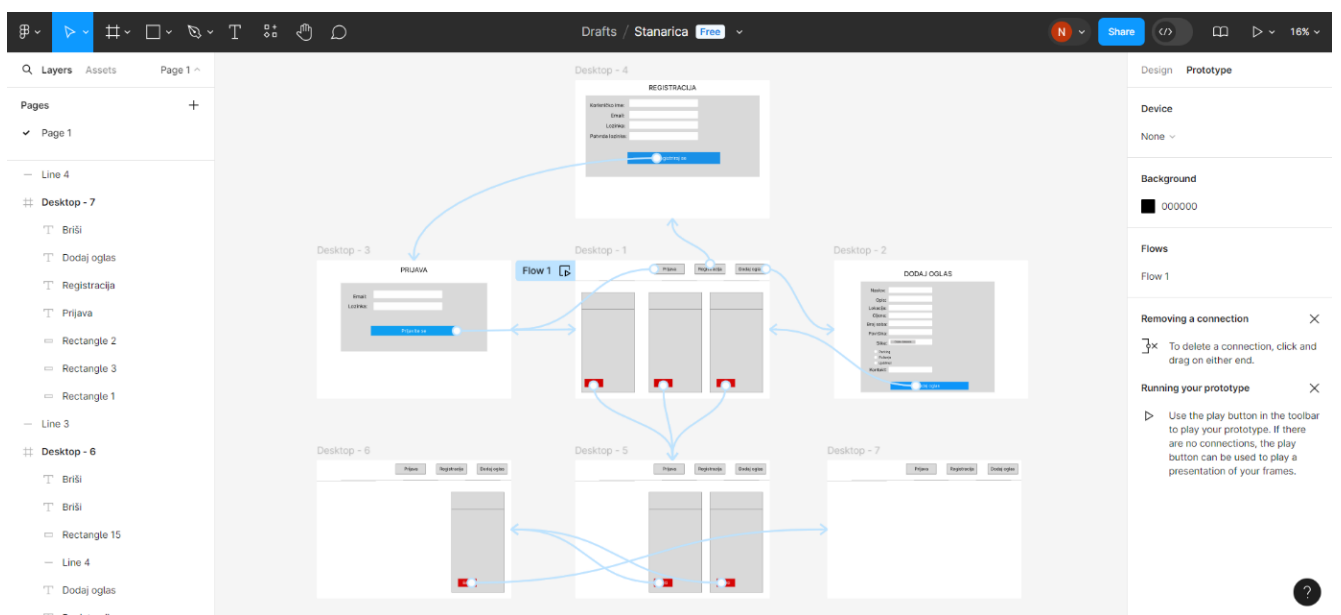 Drafts / Stanarica Free
N
Share
16%
Layers Assets Page 1
Design Prototype
Pages
Page 1
Line 4
Desktop - 7
Briši
Dodaj oglas
Registracija
Prijava
Rectangle 2
Rectangle 3
Rectangle 1
Line 3
Desktop - 6
Briši
Briši
Rectangle 15
Line 4
Dodaj oglas
Desktop - 4
REGISTRACIJA
Korisničko ime:
Email:
Lozinka:
Potvrda lozinke:
Desktop - 3
PRIJAVA
Email:
Lozinka:
Prijavite se
Flow 1
Desktop - 1
Prijava Registracija Dodaj oglas
Desktop - 2
DODAJ OGLAS
Naslov:
Opis:
Lokacija:
Cijena:
Broj soba:
Površina:
Slika:
Kontakt:
Desktop - 6
Prijava Registracija Dodaj oglas
Desktop - 5
Prijava Registracija Dodaj oglas
Desktop - 7
Prijava Registracija Dodaj oglas
Device
None
Background
000000
Flows
Flow 1
Removing a connection
To delete a connection, click and
drag on either end.
Running your prototype
Use the play button in the toolbar
to play your prototype. If there
are no connections, the play
button can be used to play a
presentation of your frames.
?